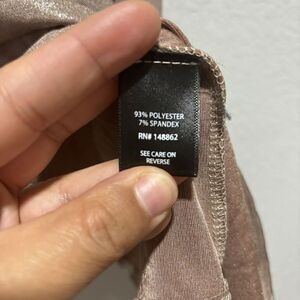 93% POLYESTER
7% SPANDEX
RN# 148862
SEE CARE ON
REVERSE